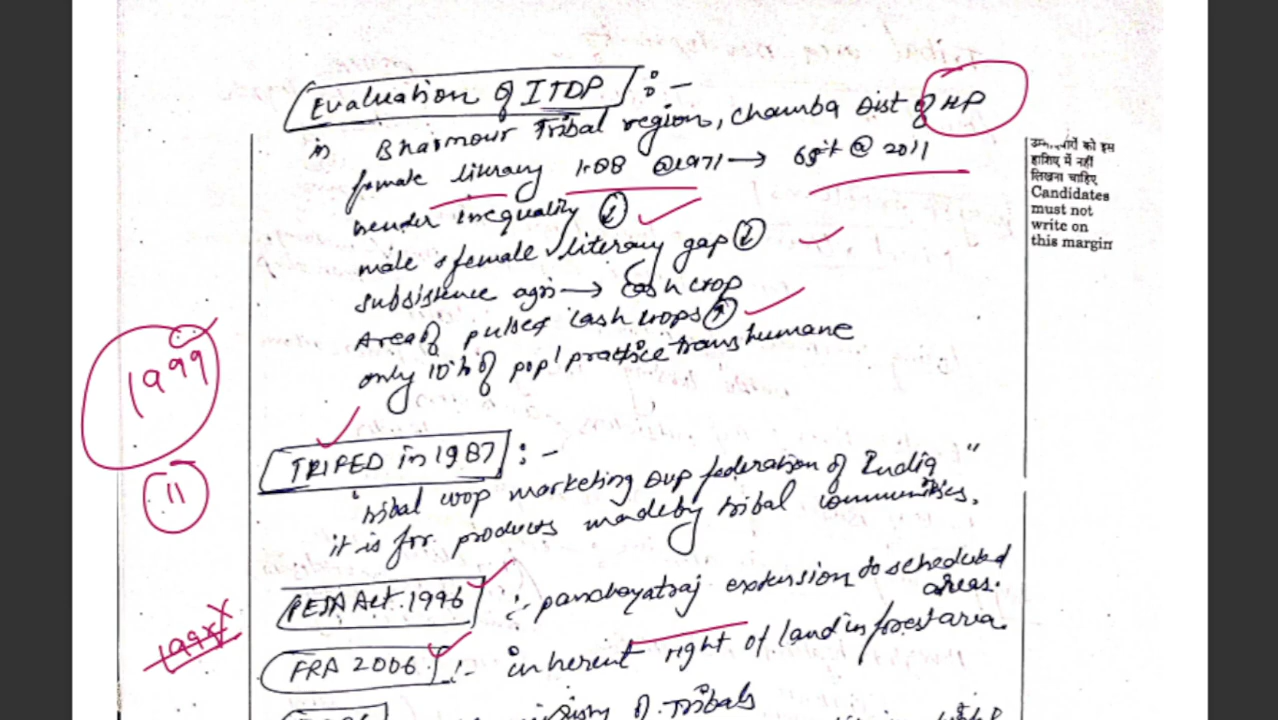 Evaluation of ITDP :-
in Bharmour Tribal region, Chamba Dist of HP
female literacy 1.88 @1971 → 65% @ 2011
Gender inequality ↓
male & female literacy gap ↓
subsistence agri → cash crop
Area of pulses cash crops ↑
only 10% of popl practice transhumane
1999
TRIFED in 1987 :-
11
tribal coop marketing dvp federation of India"
it is for products made by tribal communities.
PESA Act 1996 :- panchayatraj extension to scheduled areas.
FRA 2006 :- inherent right of land in forest area.
of Tribals
उम्मीदवारों को इस
हाशिए में नहीं
लिखना चाहिए
Candidates
must not
write on
this margin